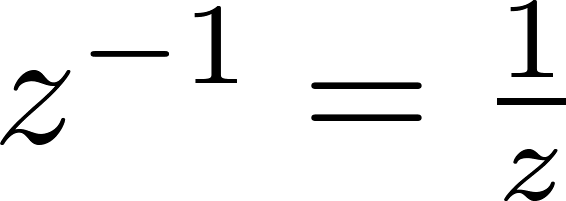 z^{-1} = \frac{1}{z}